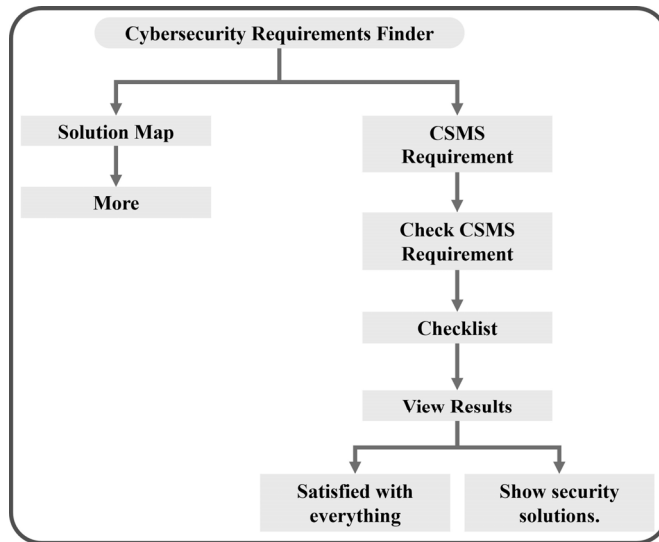 Cybersecurity Requirements Finder
Solution Map
More
CSMS
Requirement
Check CSMS
Requirement
Checklist
View Results
Satisfied with
everything
Show security
solutions.